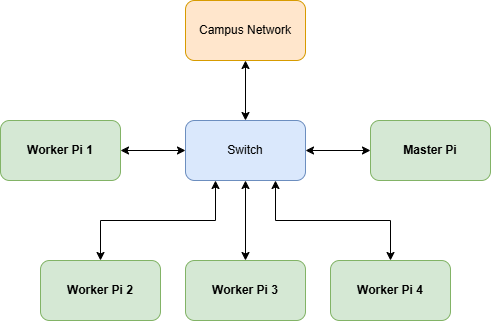 Campus Network
Worker Pi 1
Switch
Master Pi
Worker Pi 2
Worker Pi 3
Worker Pi 4